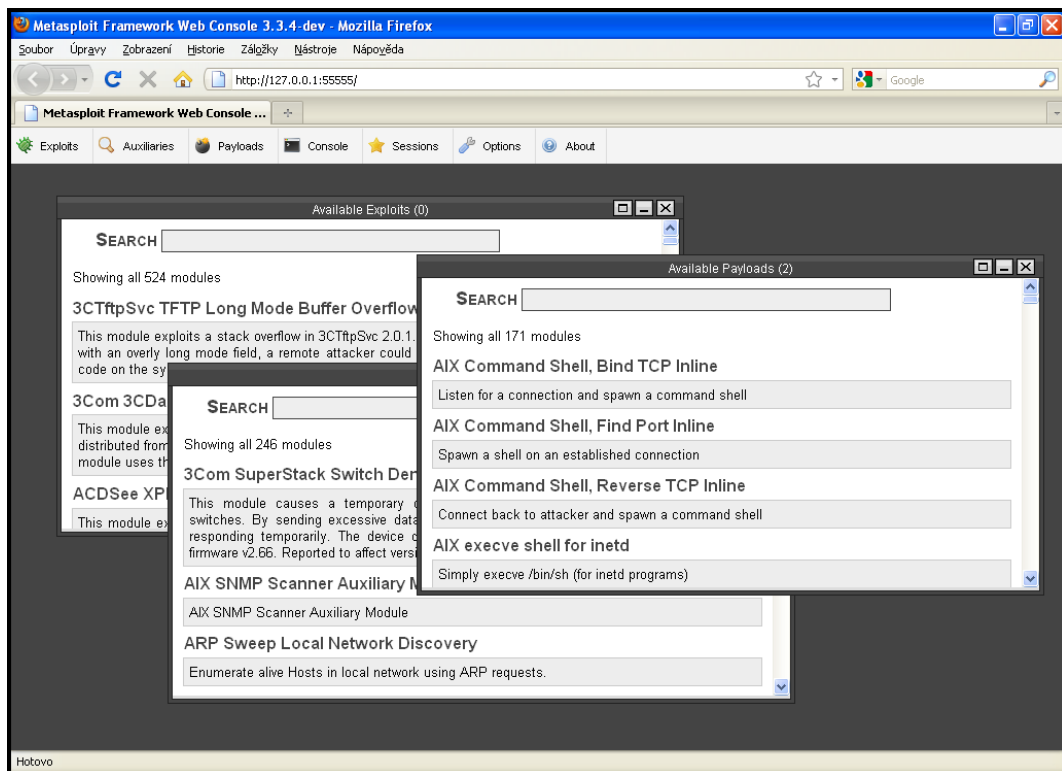 Metasploit Framework Web Console 3.3.4-dev - Mozilla Firefox
Soubor Úpravy Zobrazení Historie Záložky Nástroje Nápověda
http://127.0.0.1:55555/ Google
Metasploit Framework Web Console ...
Exploits Auxiliaries Payloads Console Sessions Options About
Available Exploits (0)
SEARCH
Showing all 524 modules
3CTftpSvc TFTP Long Mode Buffer Overflow
This module exploits a stack overflow in 3CTftpSvc 2.0.1.
with an overly long mode field, a remote attacker could
code on the sy
3Com 3CDa
This module ex
distributed from
module uses th
ACDSee XP
This module ex
SEARCH
Showing all 246 modules
3Com SuperStack Switch Den
This module causes a temporary
switches. By sending excessive data
responding temporarily. The device
firmware v2.66. Reported to affect versi
AIX SNMP Scanner Auxiliary
AIX SNMP Scanner Auxiliary Module
ARP Sweep Local Network Discovery
Enumerate alive Hosts in local network using ARP requests.
Available Payloads (2)
SEARCH
Showing all 171 modules
AIX Command Shell, Bind TCP Inline
Listen for a connection and spawn a command shell
AIX Command Shell, Find Port Inline
Spawn a shell on an established connection
AIX Command Shell, Reverse TCP Inline
Connect back to attacker and spawn a command shell
AIX execve shell for inetd
Simply execve /bin/sh (for inetd programs)
Hotovo